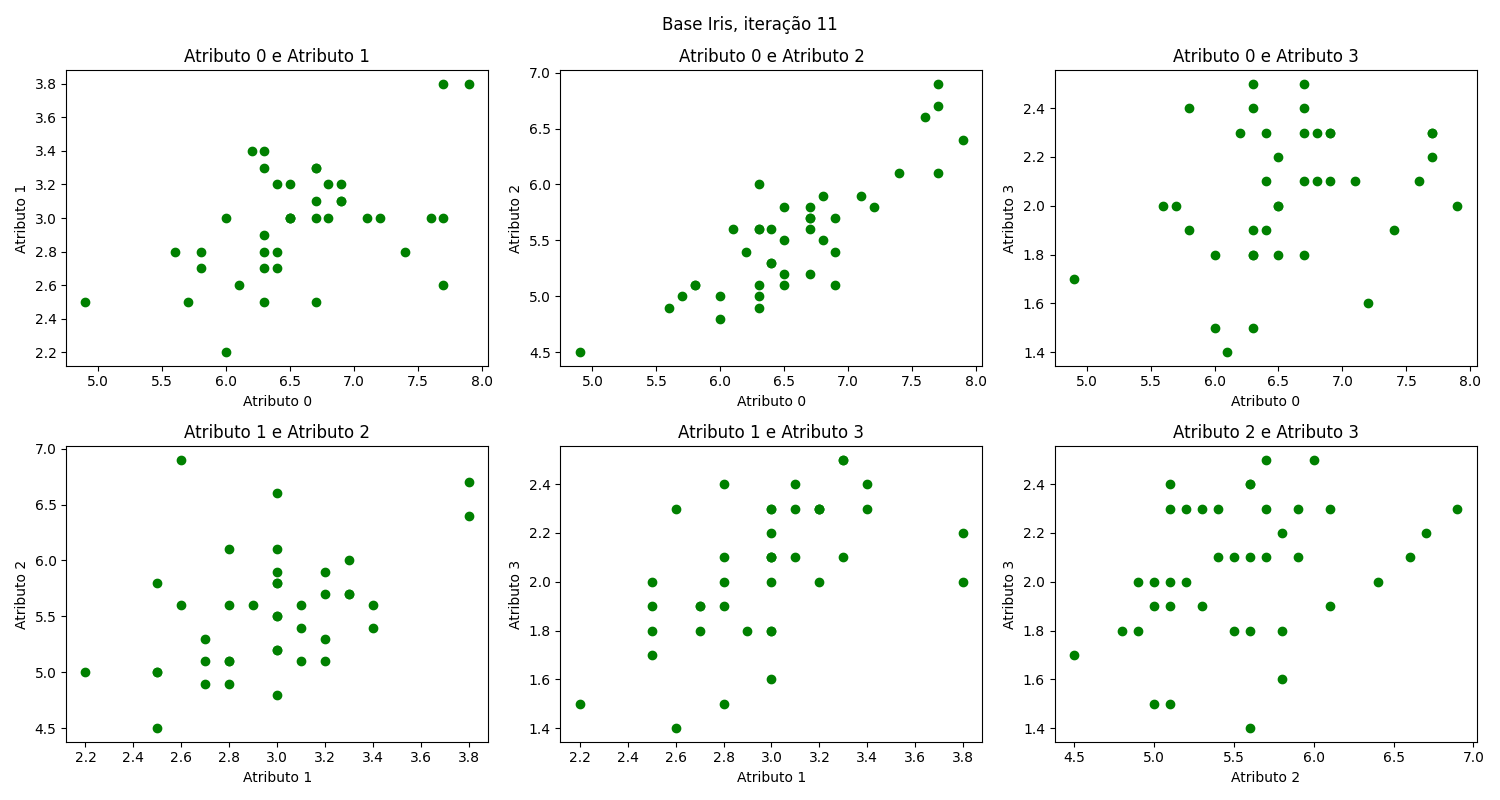 Base Iris, iteração 11
Atributo 0 e Atributo 1
Atributo 1
3.8
3.6
3.4
3.2
3.0
2.8
2.6
2.4
2.2
5.0 5.5 6.0 6.5 7.0 7.5 8.0
Atributo 0
Atributo 0 e Atributo 2
Atributo 2
7.0
6.5
6.0
5.5
5.0
4.5
5.0 5.5 6.0 6.5 7.0 7.5 8.0
Atributo 0
Atributo 0 e Atributo 3
Atributo 3
2.4
2.2
2.0
1.8
1.6
1.4
5.0 5.5 6.0 6.5 7.0 7.5 8.0
Atributo 0
Atributo 1 e Atributo 2
Atributo 2
7.0
6.5
6.0
5.5
5.0
4.5
2.2 2.4 2.6 2.8 3.0 3.2 3.4 3.6 3.8
Atributo 1
Atributo 1 e Atributo 3
Atributo 3
2.4
2.2
2.0
1.8
1.6
1.4
2.2 2.4 2.6 2.8 3.0 3.2 3.4 3.6 3.8
Atributo 1
Atributo 2 e Atributo 3
Atributo 3
2.4
2.2
2.0
1.8
1.6
1.4
4.5 5.0 5.5 6.0 6.5 7.0
Atributo 2